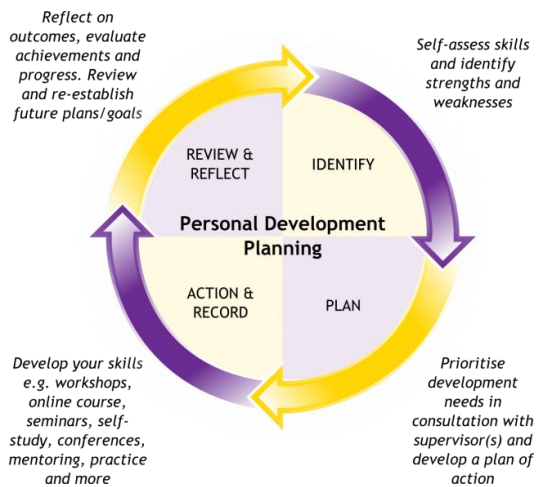 Reflect on
outcomes, evaluate
achievements and
progress. Review
and re-establish
future plans/goals
Self-assess skills
and identify
strengths and
weaknesses
REVIEW &
REFLECT
IDENTIFY
Personal Development
Planning
ACTION &
RECORD
PLAN
Develop your skills
e.g. workshops,
online course,
seminars, self-
study, conferences,
mentoring, practice
and more
Prioritise
development
needs in
consultation with
supervisor(s) and
develop a plan of
action